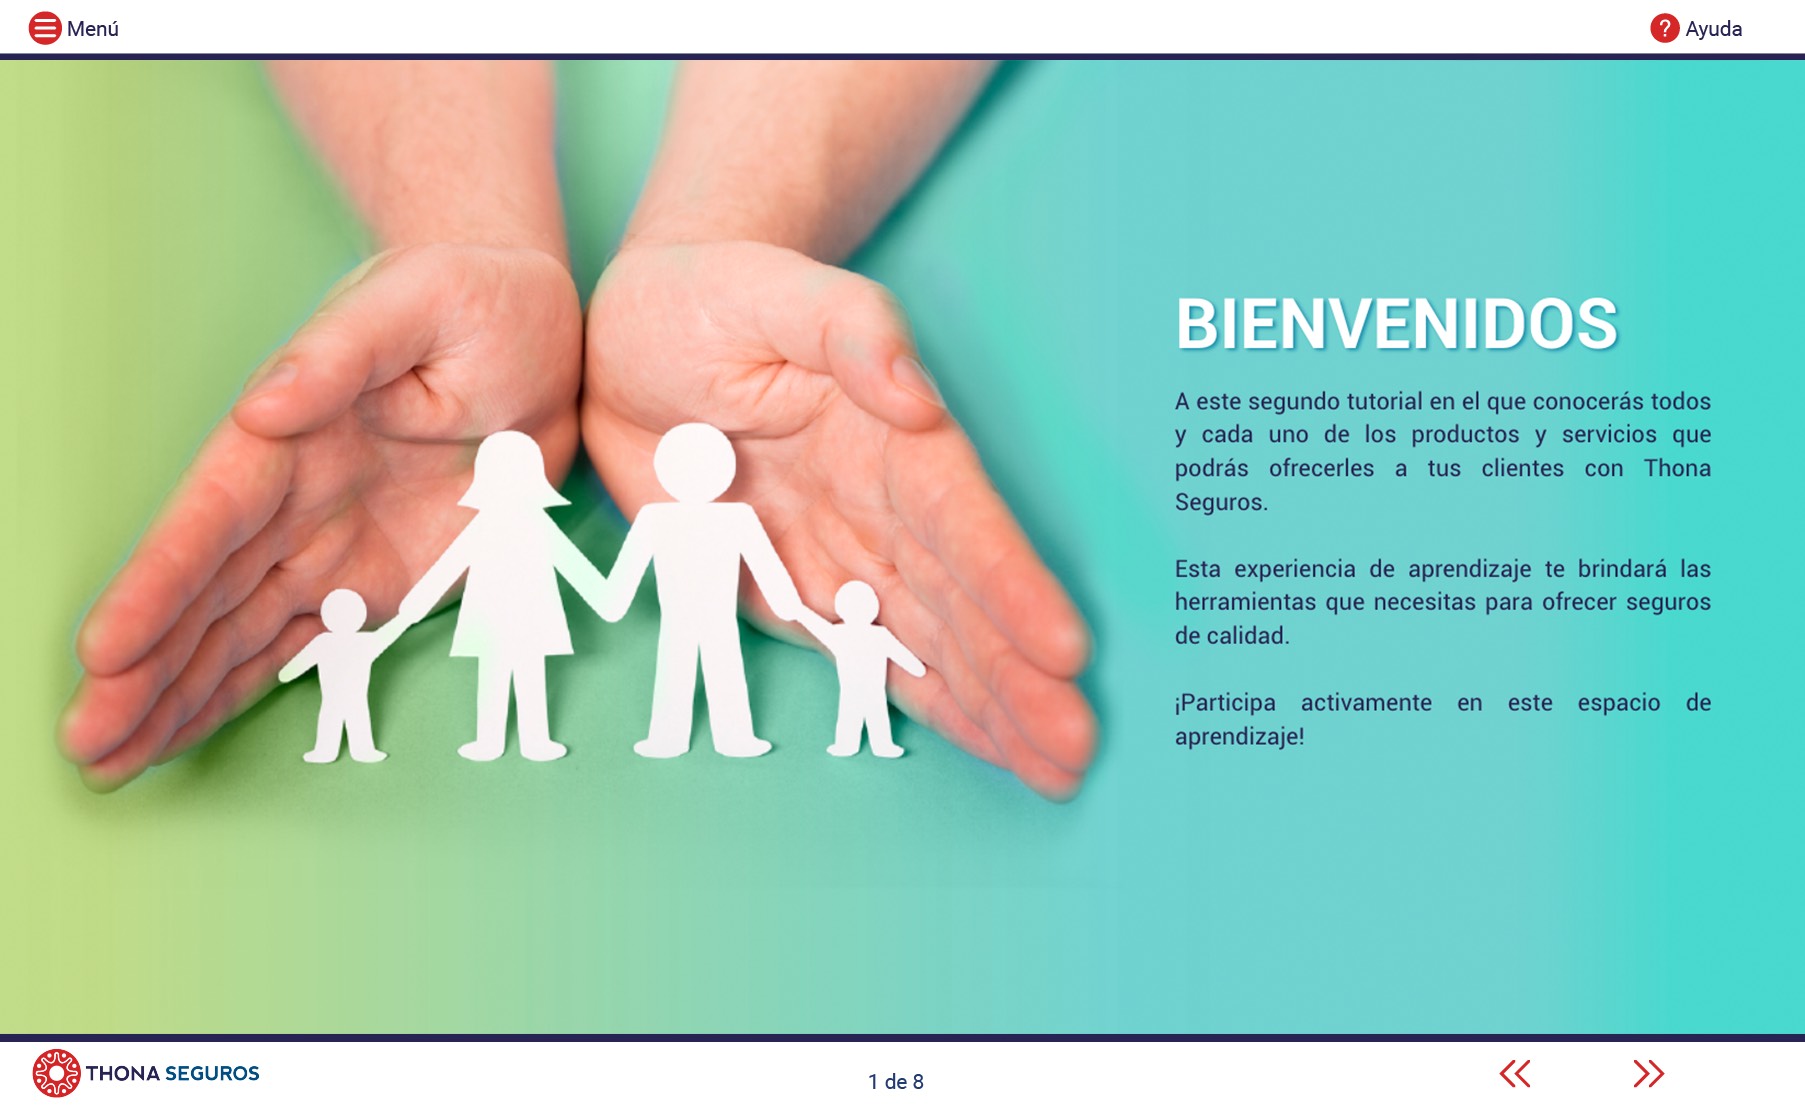 Menú
Ayuda
BIENVENIDOS
A este segundo tutorial en el que conocerás todos
y cada uno de los productos y servicios que
podrás ofrecerles a tus clientes con Thona
Seguros.
Esta experiencia de aprendizaje te brindará las
herramientas que necesitas para ofrecer seguros
de calidad.
¡Participa activamente en este espacio de
aprendizaje!
THONA SEGUROS
1 de 8